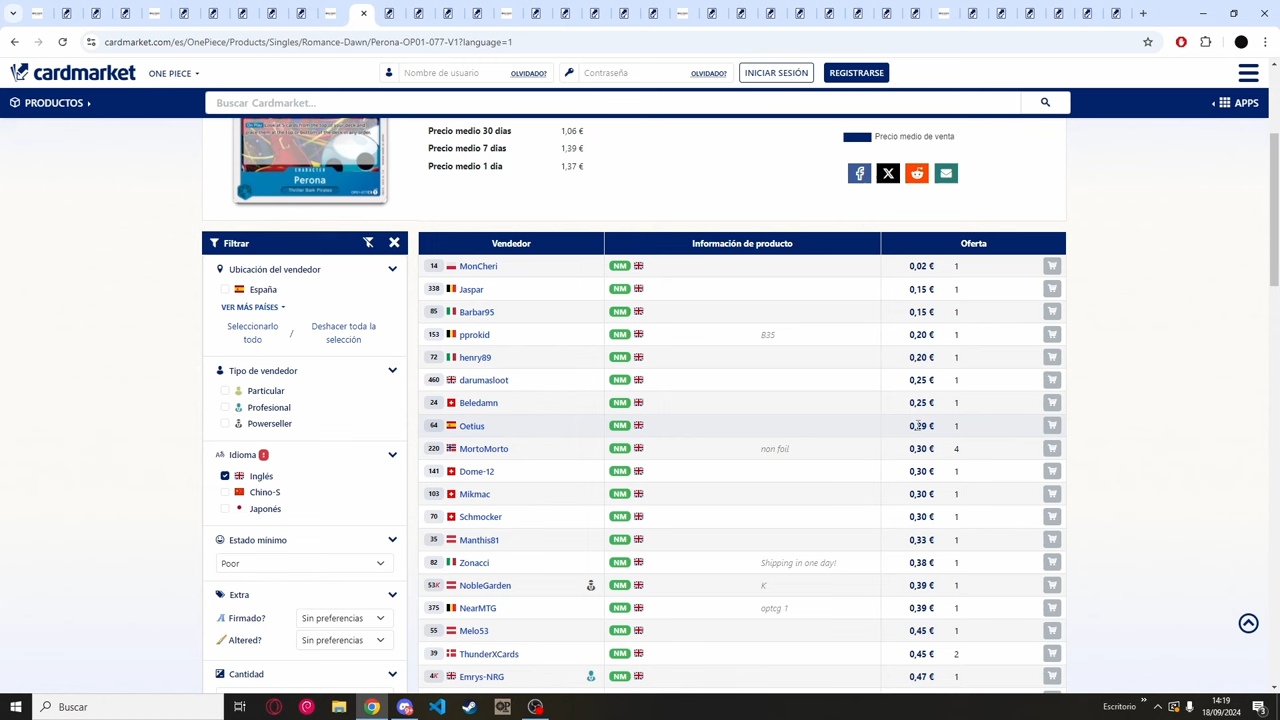 cardmarket.com/es/OnePiece/Products/Singles/Romance-Dawn/Perona-OP01-077-V1?language=1
cardmarket
ONE PIECE
Nombre de usuario
OLVIDADO?
Contraseña
OLVIDADO?
INICIAR SESIÓN
REGISTRARSE
PRODUCTOS
Buscar Cardmarket...
APPS
CHARACTER
Perona
Thriller Bark Pirates
Precio medio 30 días 1,06 €
Precio medio 7 días 1,39 €
Precio medio 1 día 1,37 €
Precio medio de venta
Filtrar
Ubicación del vendedor
España
VER MÁS PAÍSES
Seleccionarlo todo / Deshacer toda la selección
Tipo de vendedor
Particular
Profesional
Powerseller
Idioma !
Inglés
Chino-S
Japonés
Estado mínimo
Poor
Extra
Firmado? Sin preferencias
Altered? Sin preferencias
Cantidad
Vendedor Información de producto Oferta
14 MonCheri NM 0,02 € 1
338 Jaspar NM 0,15 € 1
85 Barbar95 NM 0,15 € 1
153 pprokid NM B35 0,20 € 1
72 henry89 NM 0,20 € 1
460 darumasloot NM 0,25 € 1
24 Beledamn NM 0,25 € 1
64 Oetius NM 0,29 € 1
220 MortoMorto NM non foil 0,30 € 4
141 Dome-12 NM 0,30 € 1
103 Mikmac NM 0,30 € 1
70 Schmocker NM 0,30 € 1
35 Manthis81 NM 0,33 € 1
82 Zonacci NM Shipping in one day! 0,38 € 1
53K NobleGarden NM K 0,39 € 1
375 NearMTG NM optcg 1 0,39 € 1
55 Melo53 NM 0,45 € 1
39 ThunderXCards NM 0,45 € 2
4K Emrys-NRG NM 0,47 € 1
Buscar
Escritorio
14:19
18/09/2024